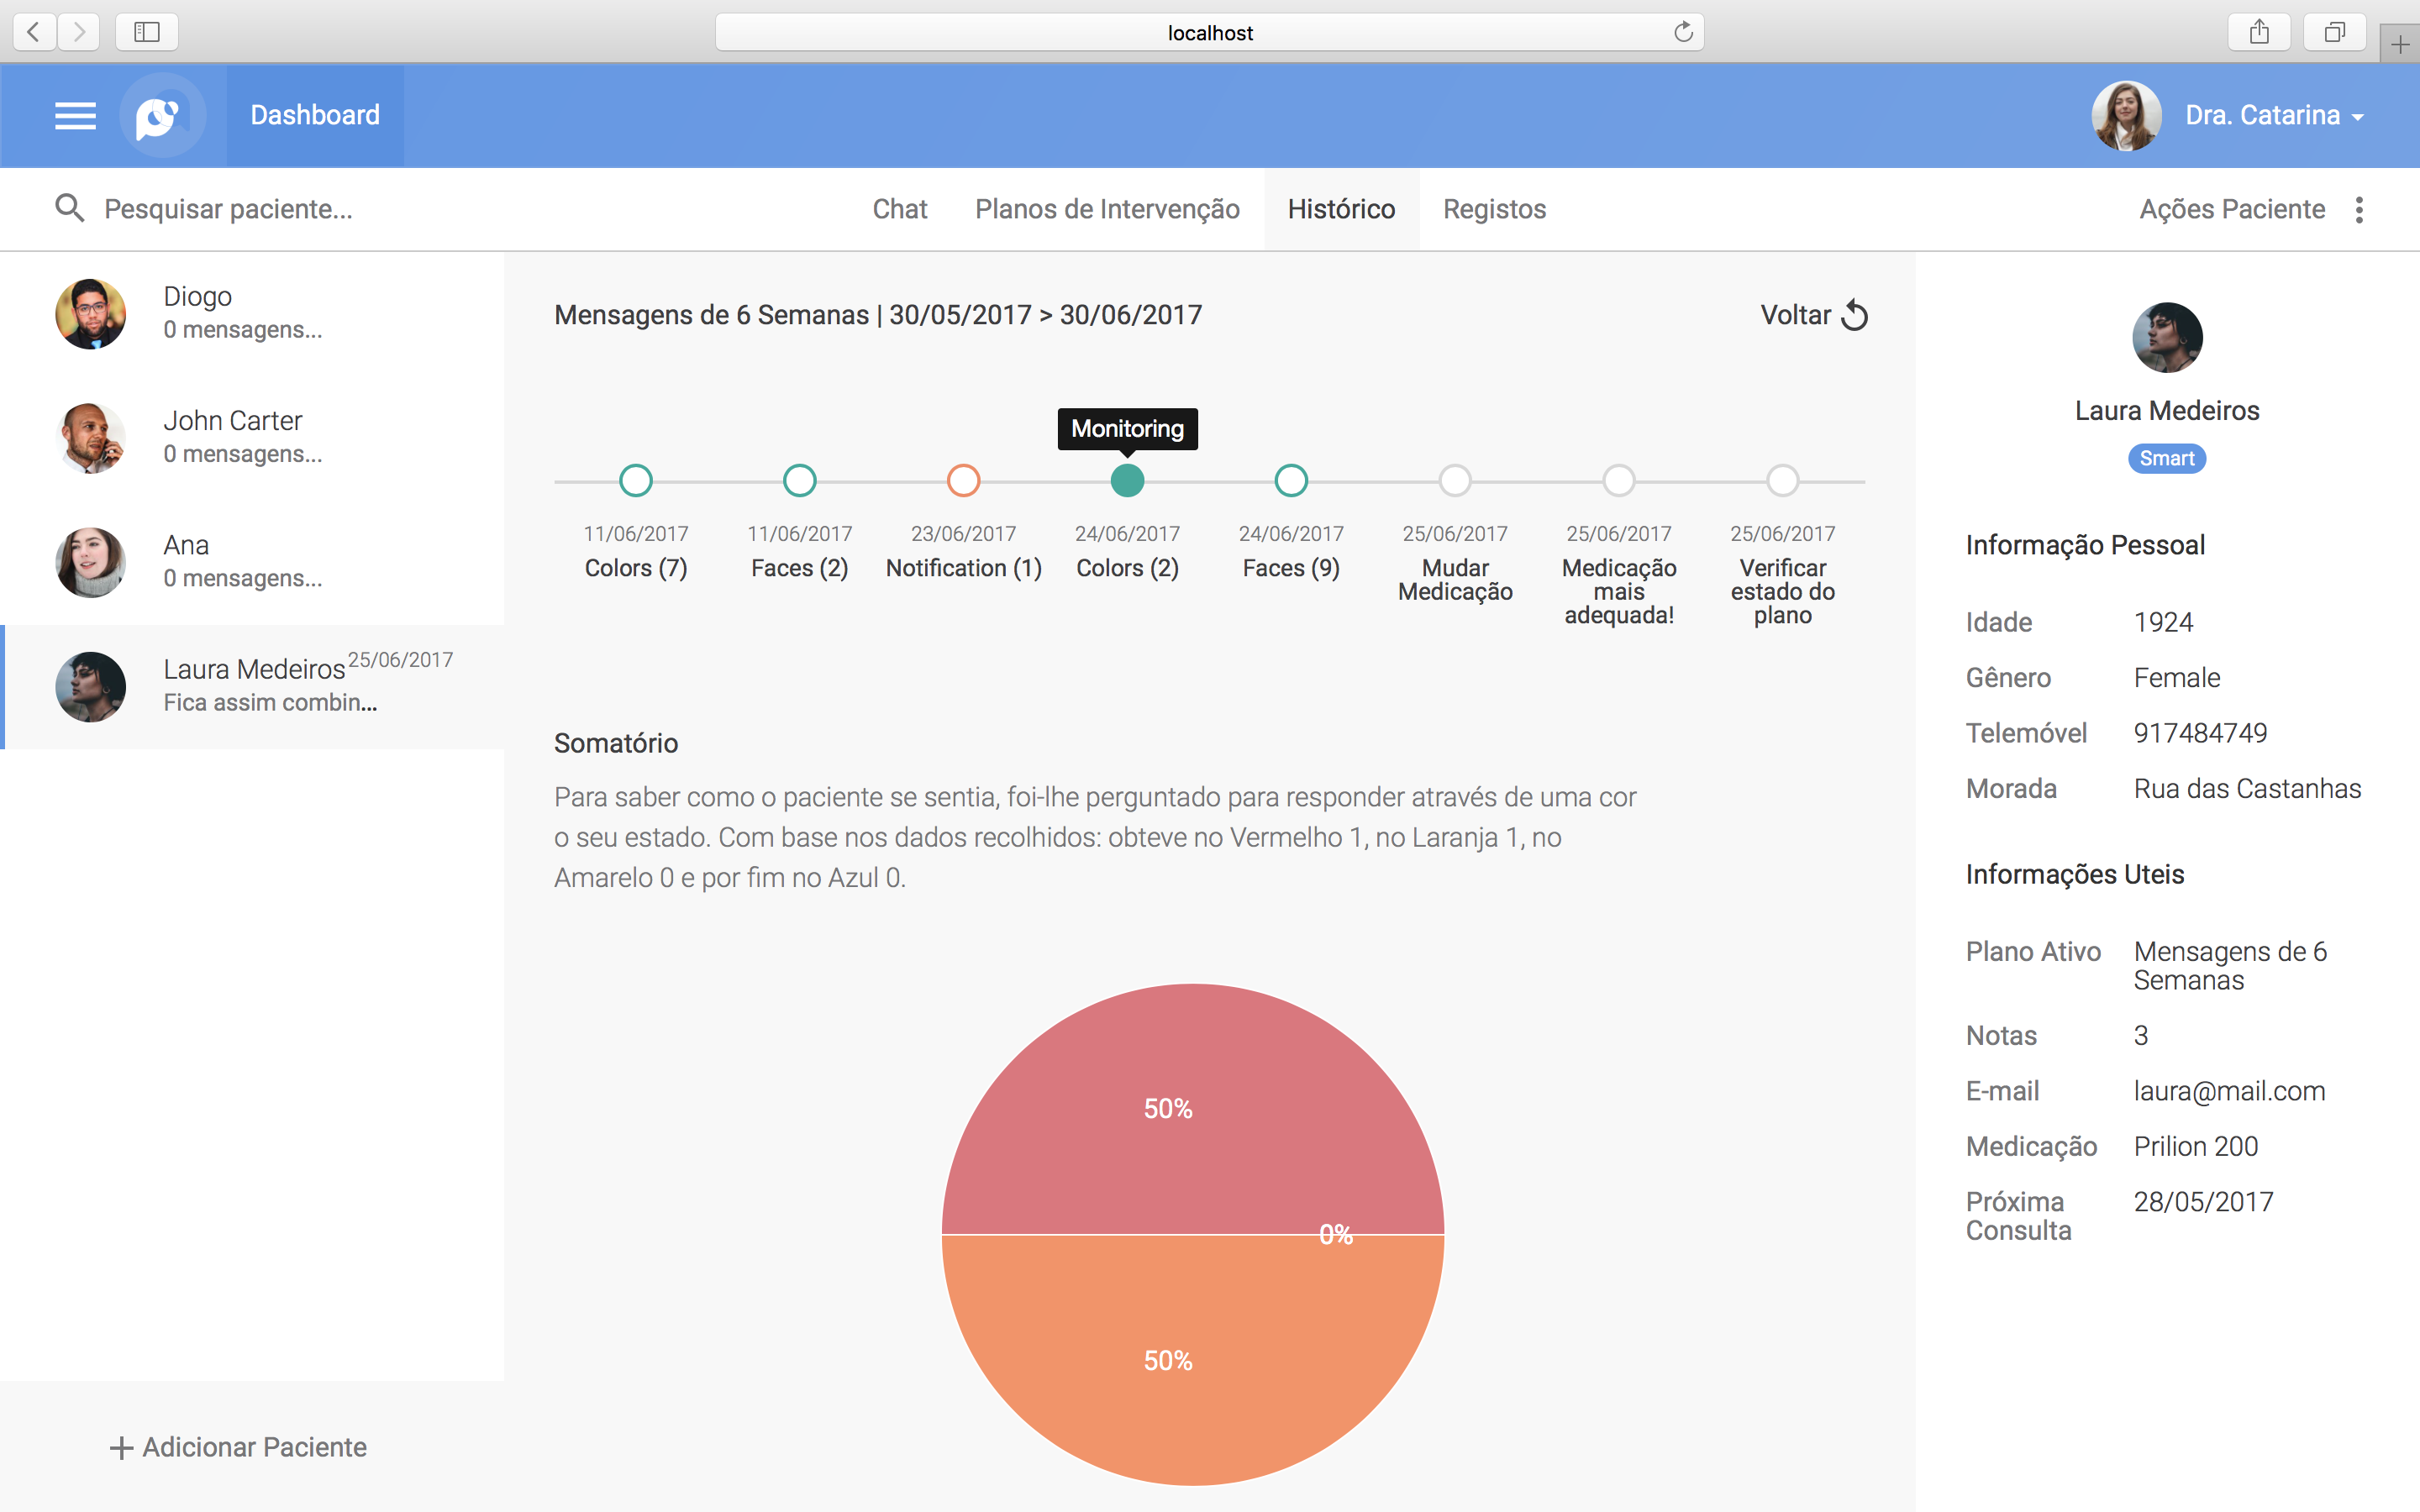 localhost
Dashboard
Dra. Catarina
Pesquisar paciente...
Chat
Planos de Intervenção
Histórico
Registos
Ações Paciente
Diogo
0 mensagens...
John Carter
0 mensagens...
Ana
0 mensagens...
Laura Medeiros
25/06/2017
Fica assim combin...
Adicionar Paciente
Mensagens de 6 Semanas | 30/05/2017 > 30/06/2017
Voltar
Monitoring
11/06/2017
Colors (7)
11/06/2017
Faces (2)
23/06/2017
Notification (1)
24/06/2017
Colors (2)
24/06/2017
Faces (9)
25/06/2017
Mudar
Medicação
25/06/2017
Medicação
mais
adequada!
25/06/2017
Verificar
estado do
plano
Somatório
Para saber como o paciente se sentia, foi-lhe perguntado para responder através de uma cor
o seu estado. Com base nos dados recolhidos: obteve no Vermelho 1, no Laranja 1, no
Amarelo 0 e por fim no Azul 0.
50%
0%
50%
Laura Medeiros
Smart
Informação Pessoal
Idade 1924
Gênero Female
Telemóvel 917484749
Morada Rua das Castanhas
Informações Uteis
Plano Ativo Mensagens de 6
Semanas
Notas 3
E-mail laura@mail.com
Medicação Prilion 200
Próxima 28/05/2017
Consulta